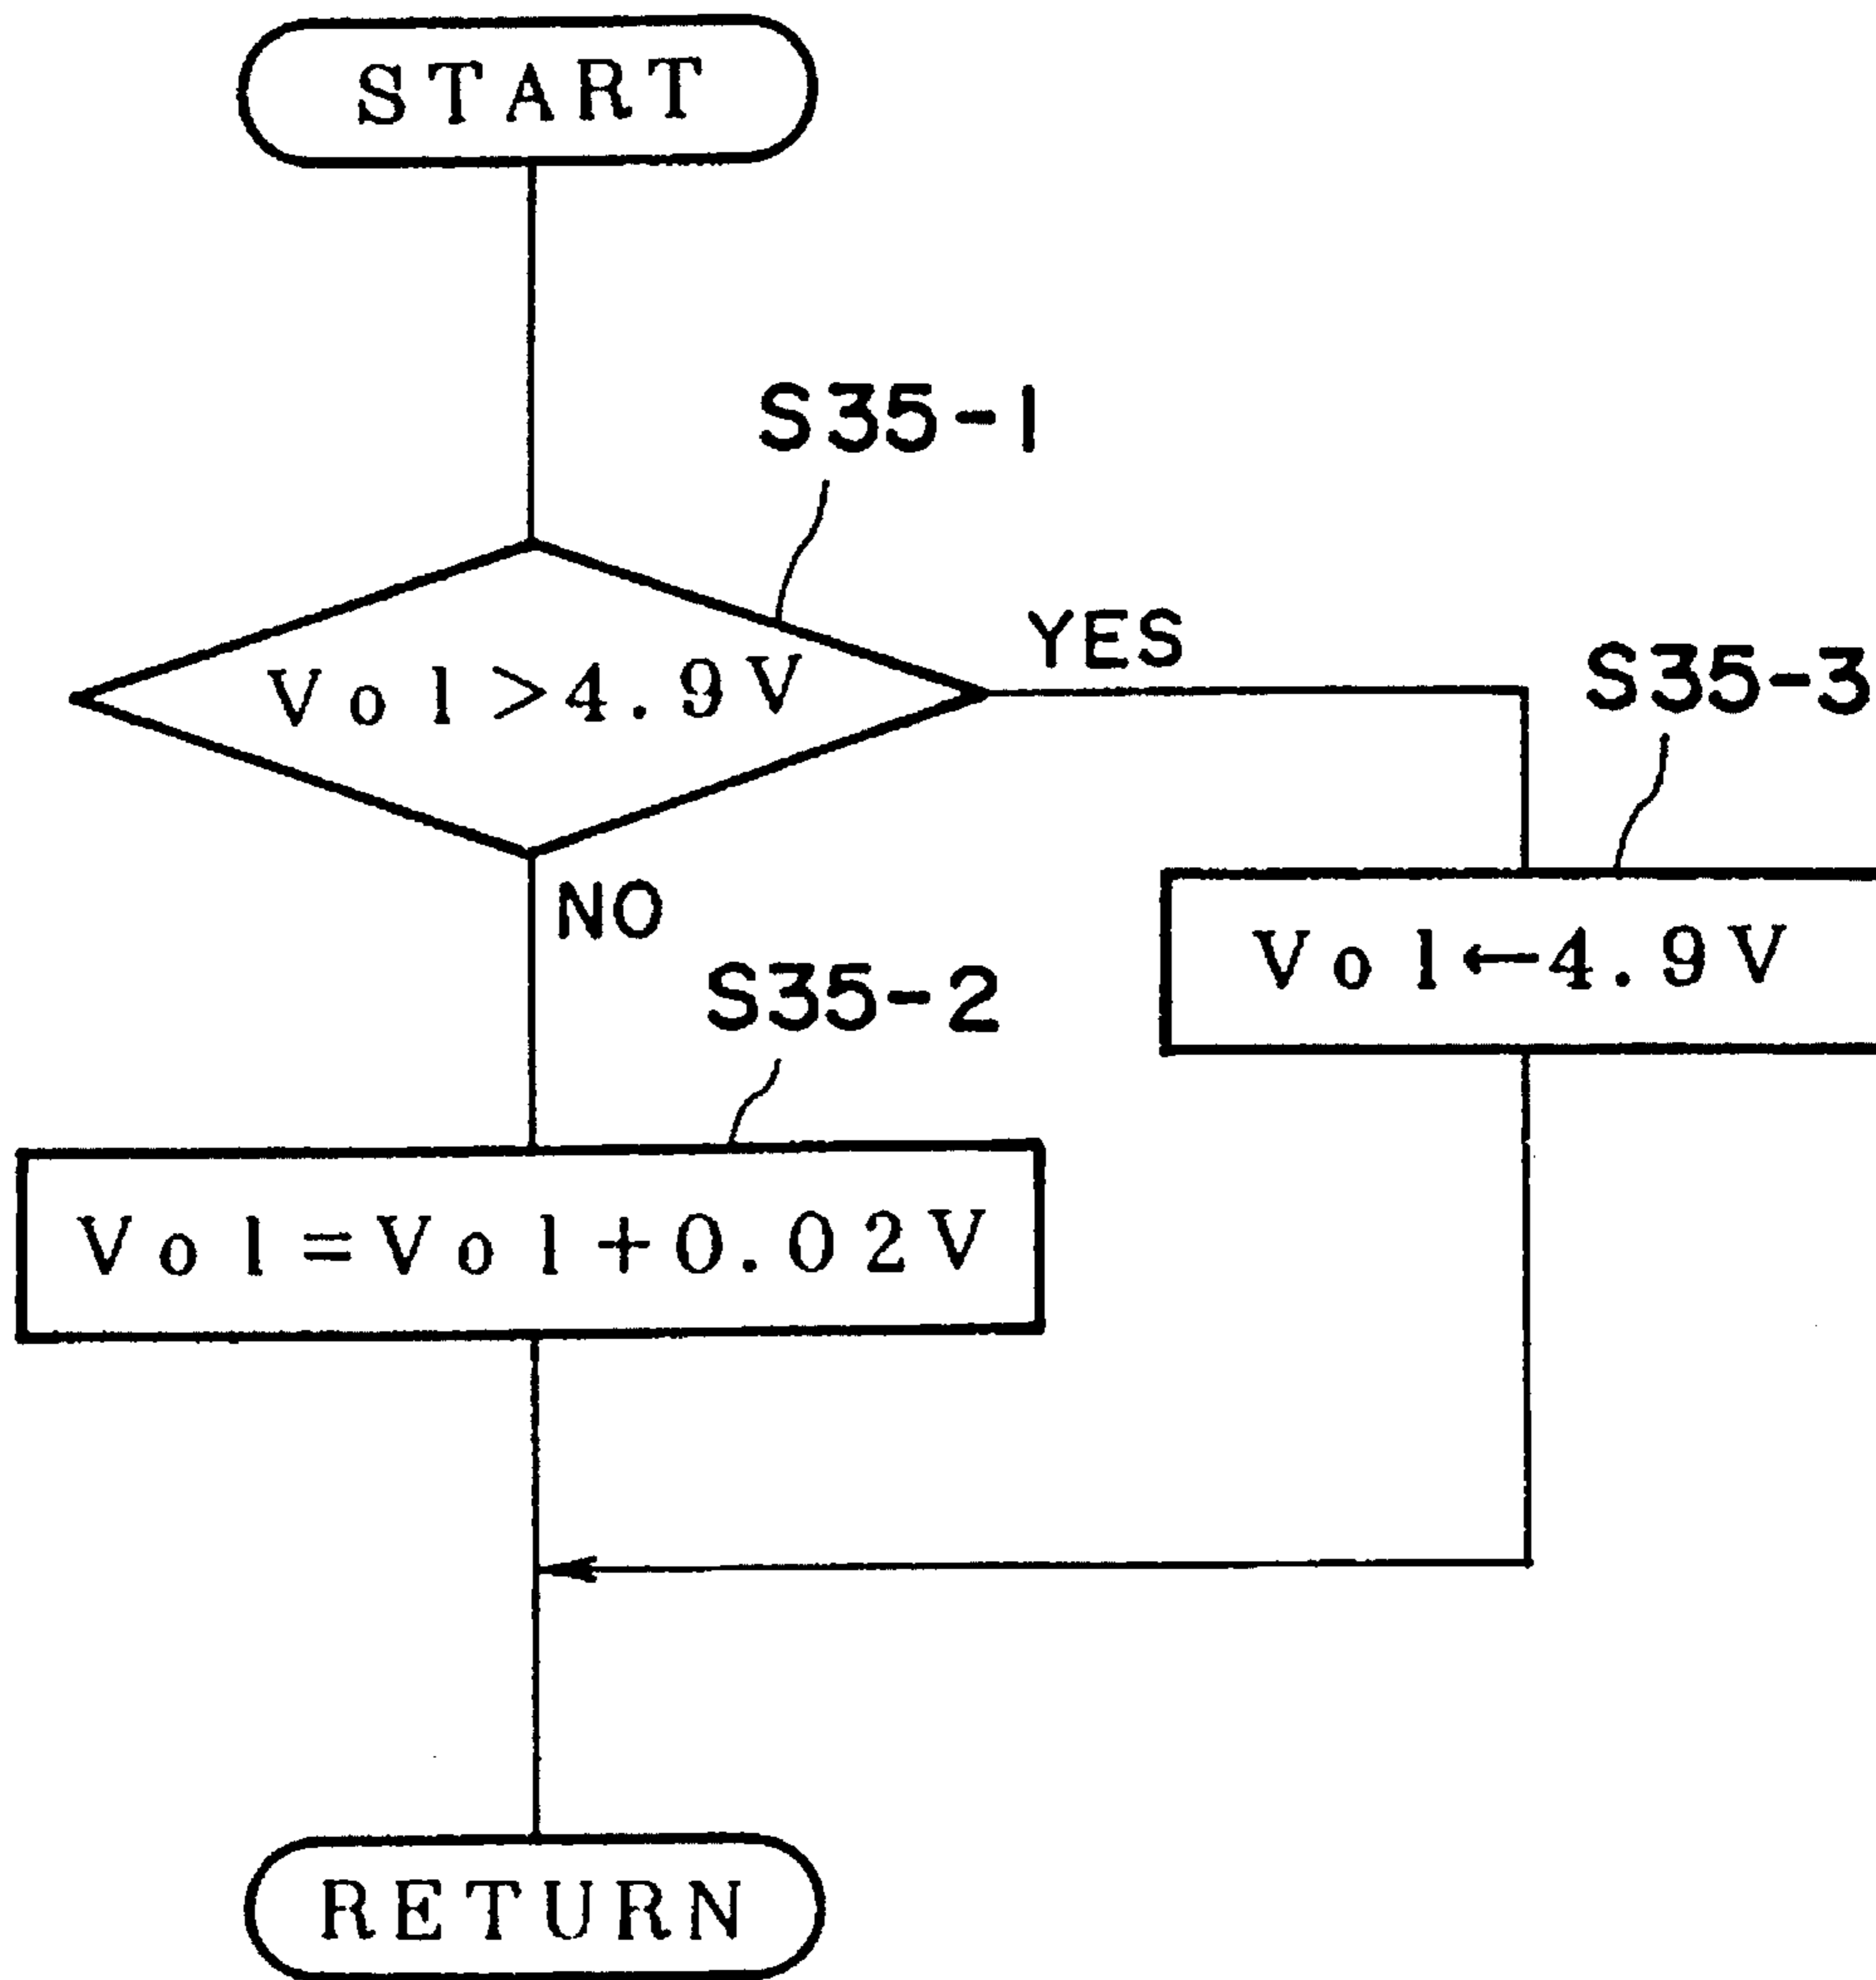 START
S35-1
Vol>4.9V
YES
S35-3
NO
Vol←4.9V
S35-2
Vol=Vol+0.02V
RETURN